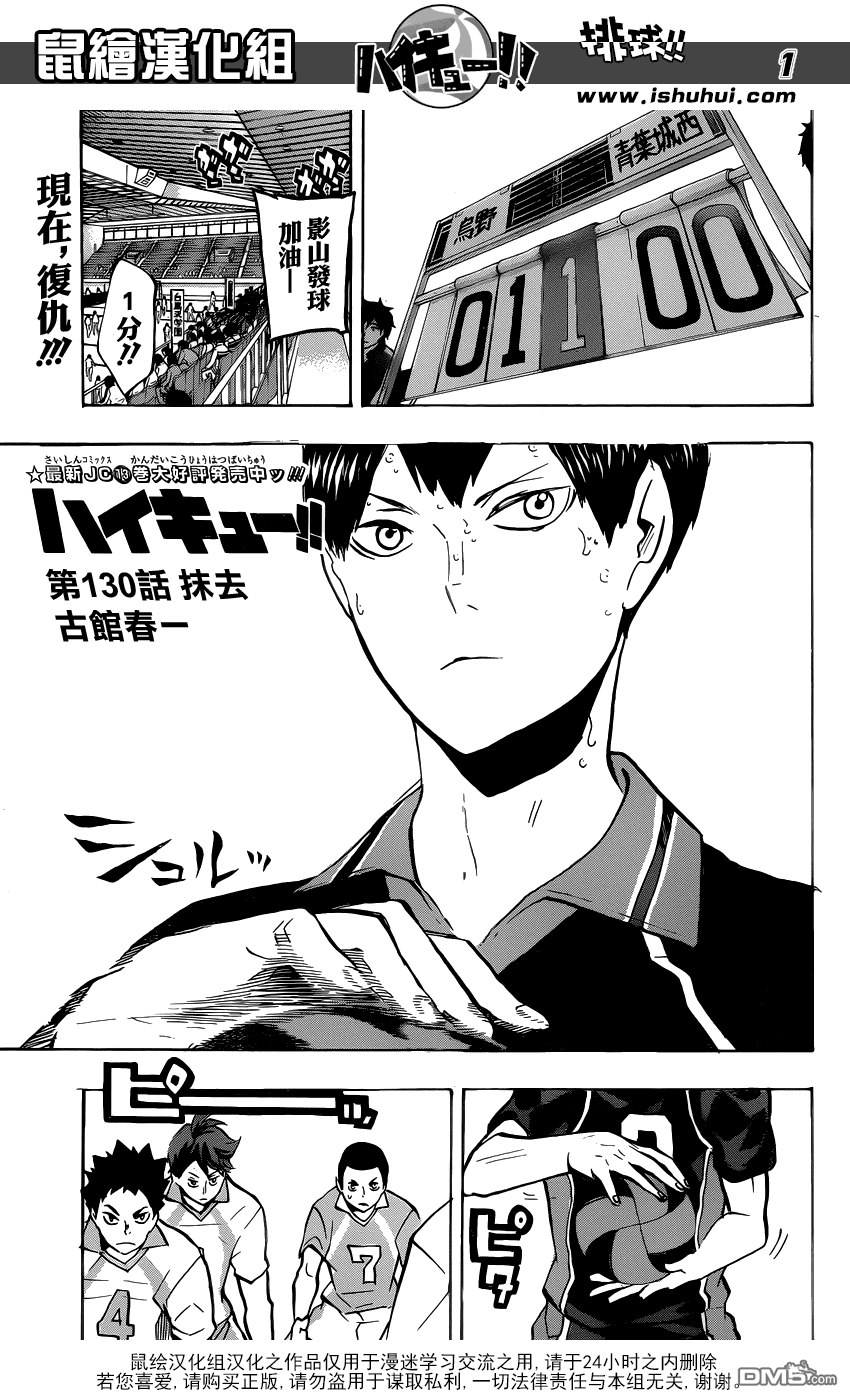 鼠繪漢化組
ハイキュー!!
排球!!
1
www.ishuhui.com
青葉城西
烏野
01 1 00
影山發球
加油ー
1分!!
現在，復仇!!!
さいしんコミックス かんだいこうひょうはつばいちゅう
★最新JC⑬巻大好評発売中ッ!!!
ハイキュー!!
第130話 抹去
古館春一
シュルッ
ピーーッ
4
7
ピタ
鼠绘汉化组汉化之作品仅用于漫迷学习交流之用, 请于24小时之内删除
若您喜爱, 请购买正版, 请勿盗用于谋取私利, 一切法律责任与本组无关, 谢谢。
DM5.com